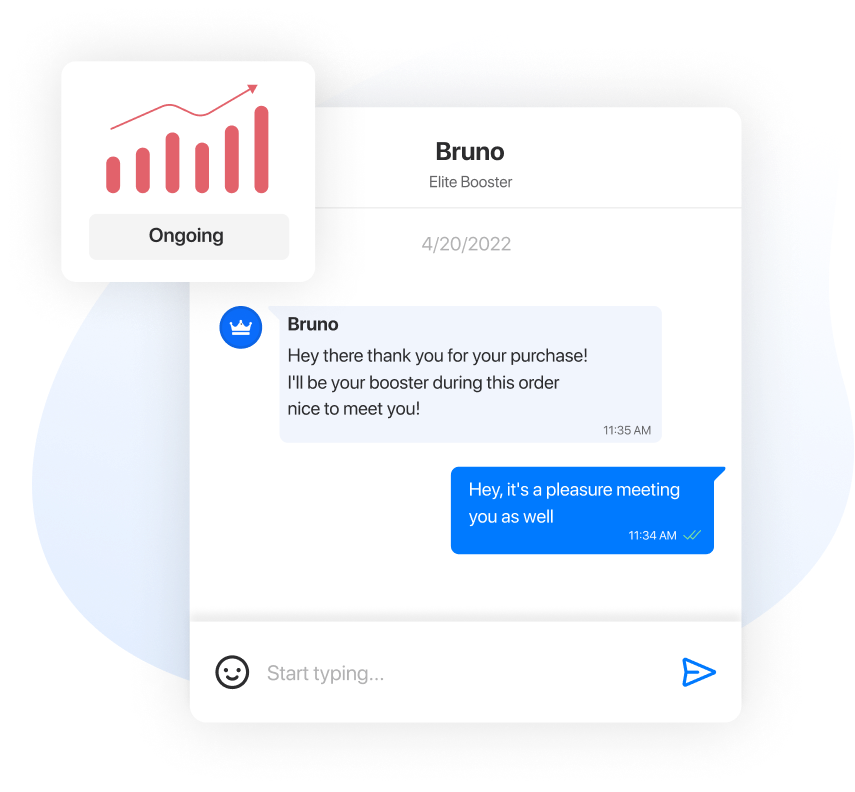 Ongoing
Bruno
Elite Booster
4/20/2022
Bruno
Hey there thank you for your purchase!
I'll be your booster during this order
nice to meet you!
11:35 AM
Hey, it's a pleasure meeting
you as well
11:34 AM
Start typing...